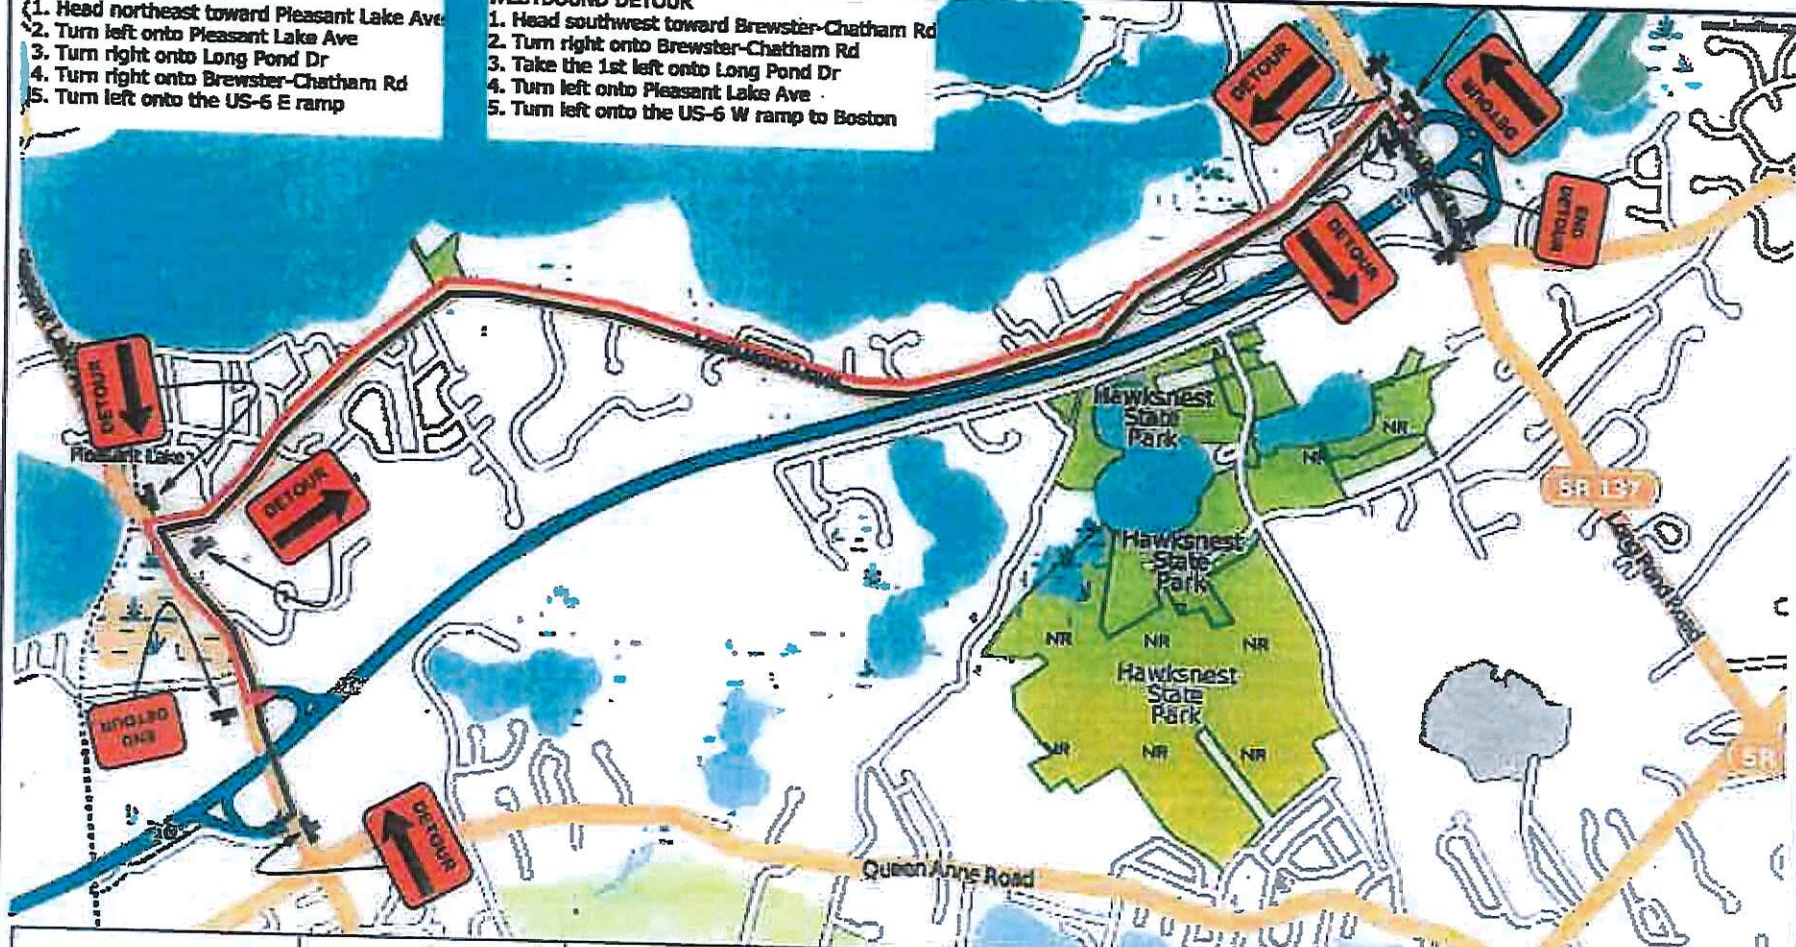 1. Head northeast toward Pleasant Lake Ave
2. Turn left onto Pleasant Lake Ave
3. Turn right onto Long Pond Dr
4. Turn right onto Brewster-Chatham Rd
5. Turn left onto the US-6 E ramp
WESTBOUND DETOUR
1. Head southwest toward Brewster-Chatham Rd
2. Turn right onto Brewster-Chatham Rd
3. Take the 1st left onto Long Pond Dr
4. Turn left onto Pleasant Lake Ave
5. Turn left onto the US-6 W ramp to Boston
DETOUR
DETOUR
END
DETOUR
DETOUR
DETOUR
Pleasant Lake
DETOUR
Hawksnest
State
Park
NR
NR
SR 137
Long Pond Road
Hawksnest
State
Park
NR
NR
NR
Hawksnest
State
Park
NR
NR
NR
END
DETOUR
DETOUR
SR
Queen Anne Road